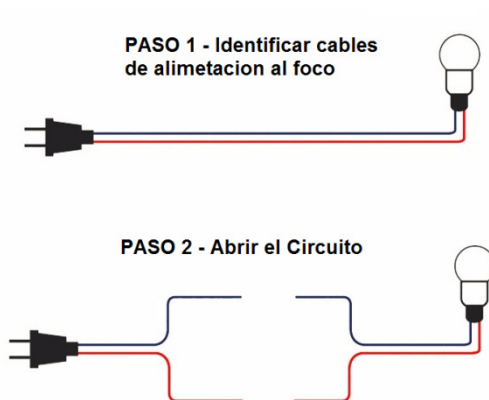 PASO 1 - Identificar cables
de alimetacion al foco
PASO 2 - Abrir el Circuito